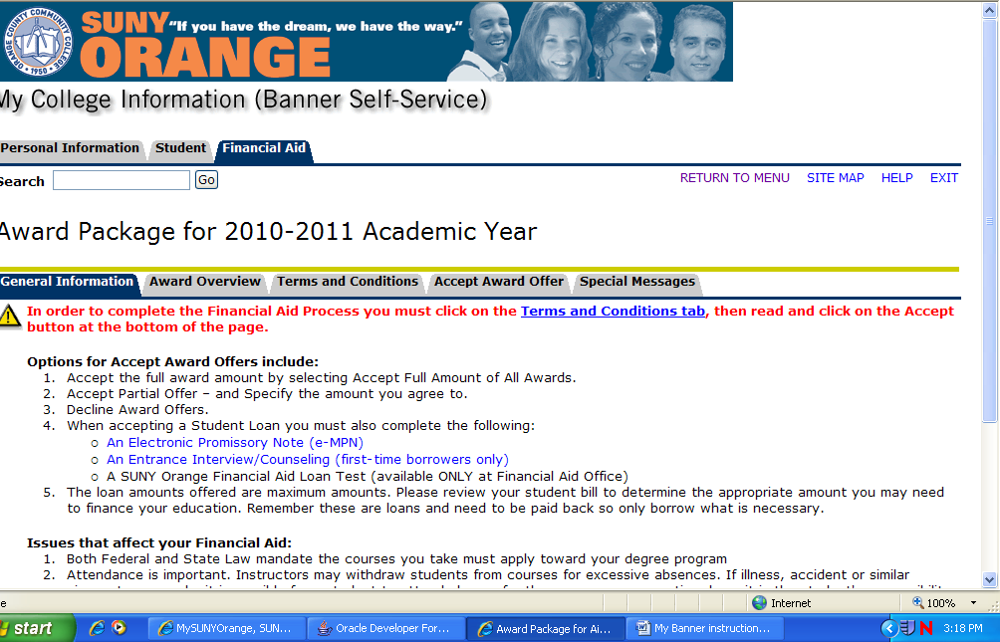 ORANGE COUNTY COMMUNITY COLLEGE
• 1950 •
SUNY "If you have the dream, we have the way."
ORANGE
My College Information (Banner Self-Service)
Personal Information Student Financial Aid
Search Go RETURN TO MENU SITE MAP HELP EXIT
Award Package for 2010-2011 Academic Year
General Information Award Overview Terms and Conditions Accept Award Offer Special Messages
In order to complete the Financial Aid Process you must click on the Terms and Conditions tab, then read and click on the Accept
button at the bottom of the page.
Options for Accept Award Offers include:
1. Accept the full award amount by selecting Accept Full Amount of All Awards.
2. Accept Partial Offer – and Specify the amount you agree to.
3. Decline Award Offers.
4. When accepting a Student Loan you must also complete the following:
o An Electronic Promissory Note (e-MPN)
o An Entrance Interview/Counseling (first-time borrowers only)
o A SUNY Orange Financial Aid Loan Test (available ONLY at Financial Aid Office)
5. The loan amounts offered are maximum amounts. Please review your student bill to determine the appropriate amount you may need
to finance your education. Remember these are loans and need to be paid back so only borrow what is necessary.
Issues that affect your Financial Aid:
1. Both Federal and State Law mandate the courses you take must apply toward your degree program
2. Attendance is important. Instructors may withdraw students from courses for excessive absences. If illness, accident or similar
e Internet 100%
start MySUNYOrange, SUN... Oracle Developer For... Award Package for Ai... My Banner instruction... N 3:18 PM